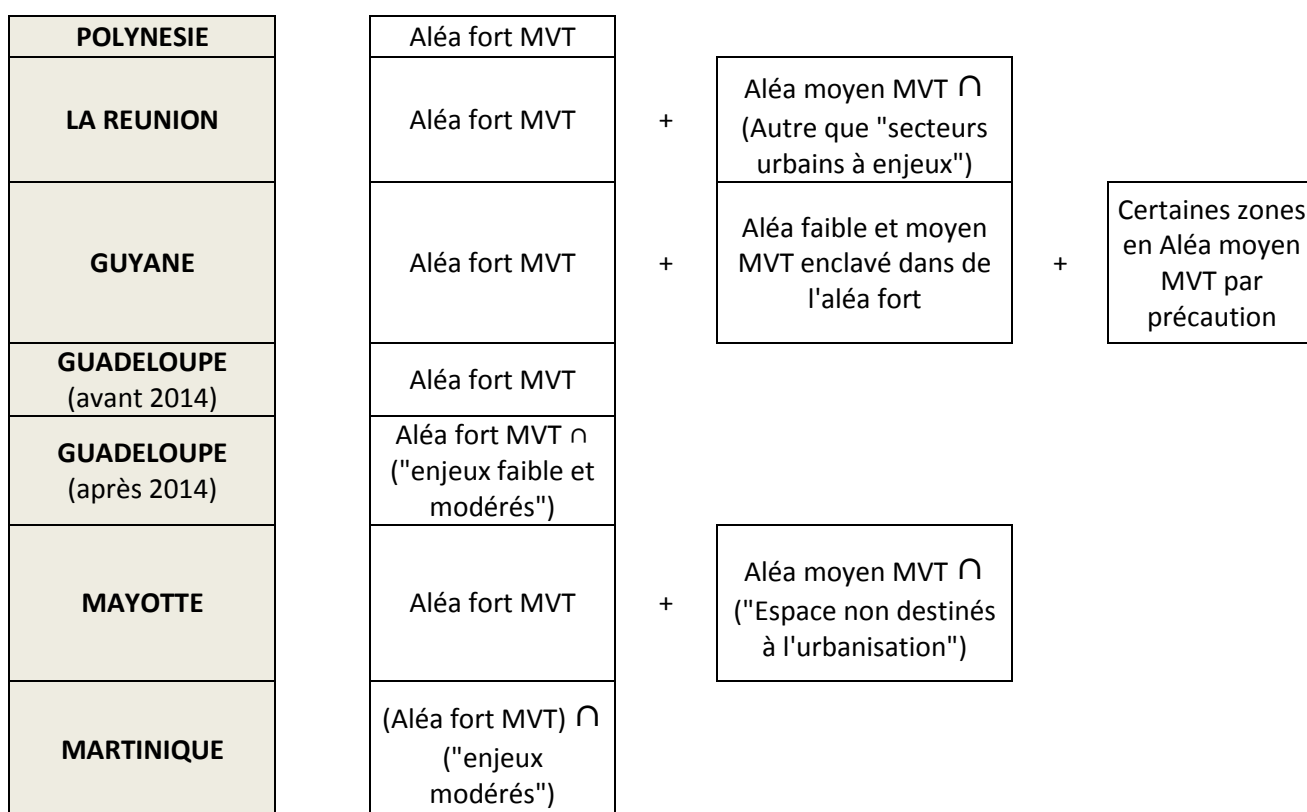 POLYNESIE
Aléa fort MVT
LA REUNION
Aléa fort MVT
+
Aléa moyen MVT ∩
(Autre que "secteurs
urbains à enjeux")
GUYANE
Aléa fort MVT
+
Aléa faible et moyen
MVT enclavé dans de
l'aléa fort
+
Certaines zones
en Aléa moyen
MVT par
précaution
GUADELOUPE
(avant 2014)
Aléa fort MVT
GUADELOUPE
(après 2014)
Aléa fort MVT ∩
("enjeux faible et
modérés")
MAYOTTE
Aléa fort MVT
+
Aléa moyen MVT ∩
("Espace non destinés
à l'urbanisation")
MARTINIQUE
(Aléa fort MVT) ∩
("enjeux
modérés")